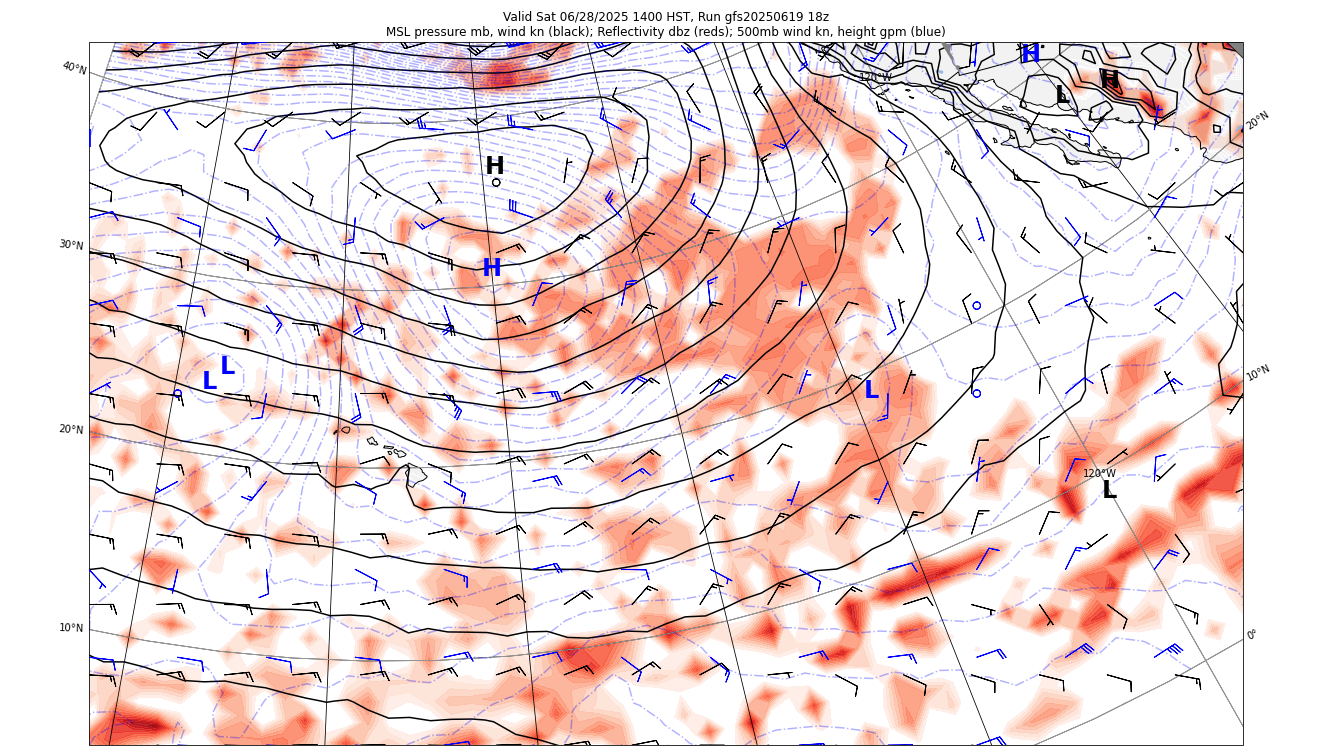 Valid Sat 06/28/2025 1400 HST, Run gfs20250619 18z
MSL pressure mb, wind kn (black); Reflectivity dbz (reds); 500mb wind kn, height gpm (blue)
H
40°N
120°W
H
L
20°N
H
30°N
H
L
L
L
10°N
20°N
120°W
L
10°N
0°